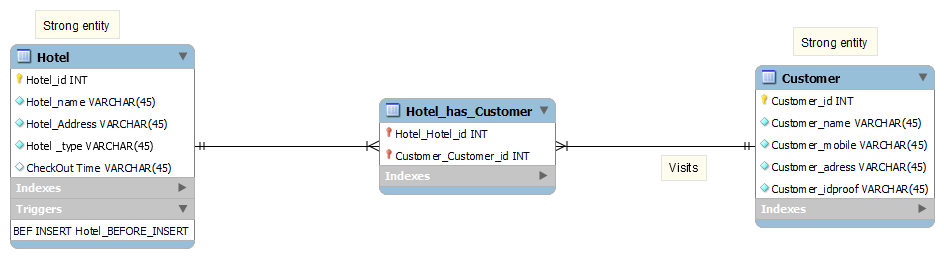 Strong entity
Hotel
Hotel_id INT
Hotel_name VARCHAR(45)
Hotel_Address VARCHAR(45)
Hotel _type VARCHAR(45)
CheckOut Time VARCHAR(45)
Indexes
Triggers
BEF INSERT Hotel_BEFORE_INSERT
Hotel_has_Customer
Hotel_Hotel_id INT
Customer_Customer_id INT
Indexes
Visits
Strong entity
Customer
Customer_id INT
Customer_name VARCHAR(45)
Customer_mobile VARCHAR(45)
Customer_adress VARCHAR(45)
Customer_idproof VARCHAR(45)
Indexes